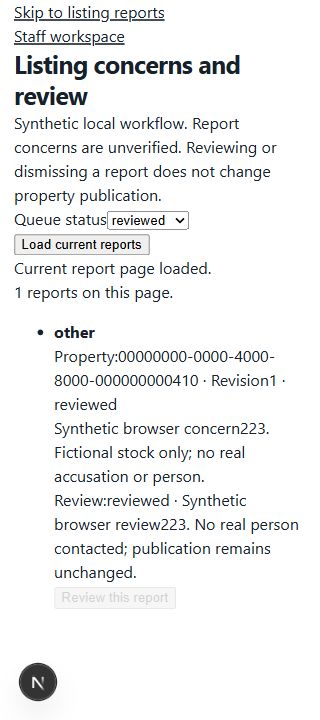 Skip to listing reports
Staff workspace
Listing concerns and
review
Synthetic local workflow. Report
concerns are unverified. Reviewing or
dismissing a report does not change
property publication.
Queue status reviewed
Load current reports
Current report page loaded.
1 reports on this page.
• other
Property:00000000-0000-4000-
8000-000000000410 · Revision1 ·
reviewed
Synthetic browser concern223.
Fictional stock only; no real
accusation or person.
Review:reviewed · Synthetic
browser review223. No real person
contacted; publication remains
unchanged.
Review this report
N